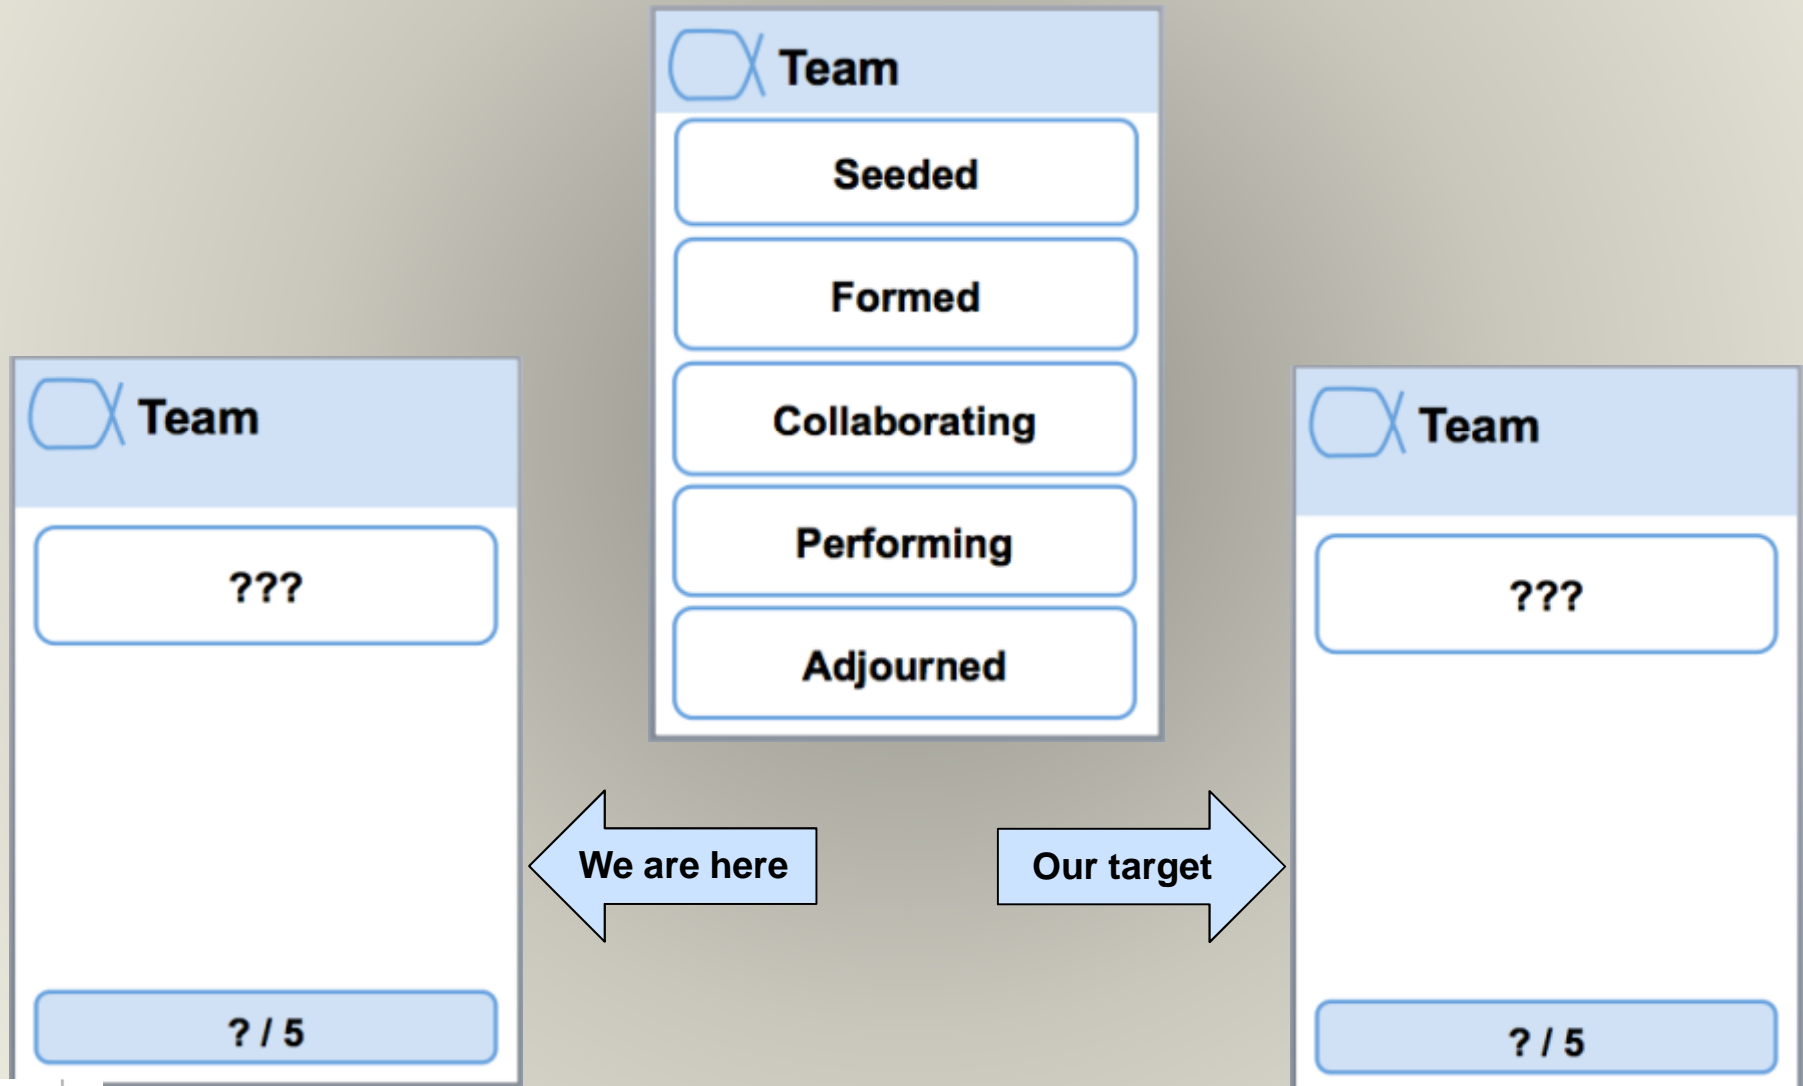 Team
Seeded
Formed
Collaborating
Performing
Adjourned
Team
???
? / 5
We are here
Our target
Team
???
? / 5